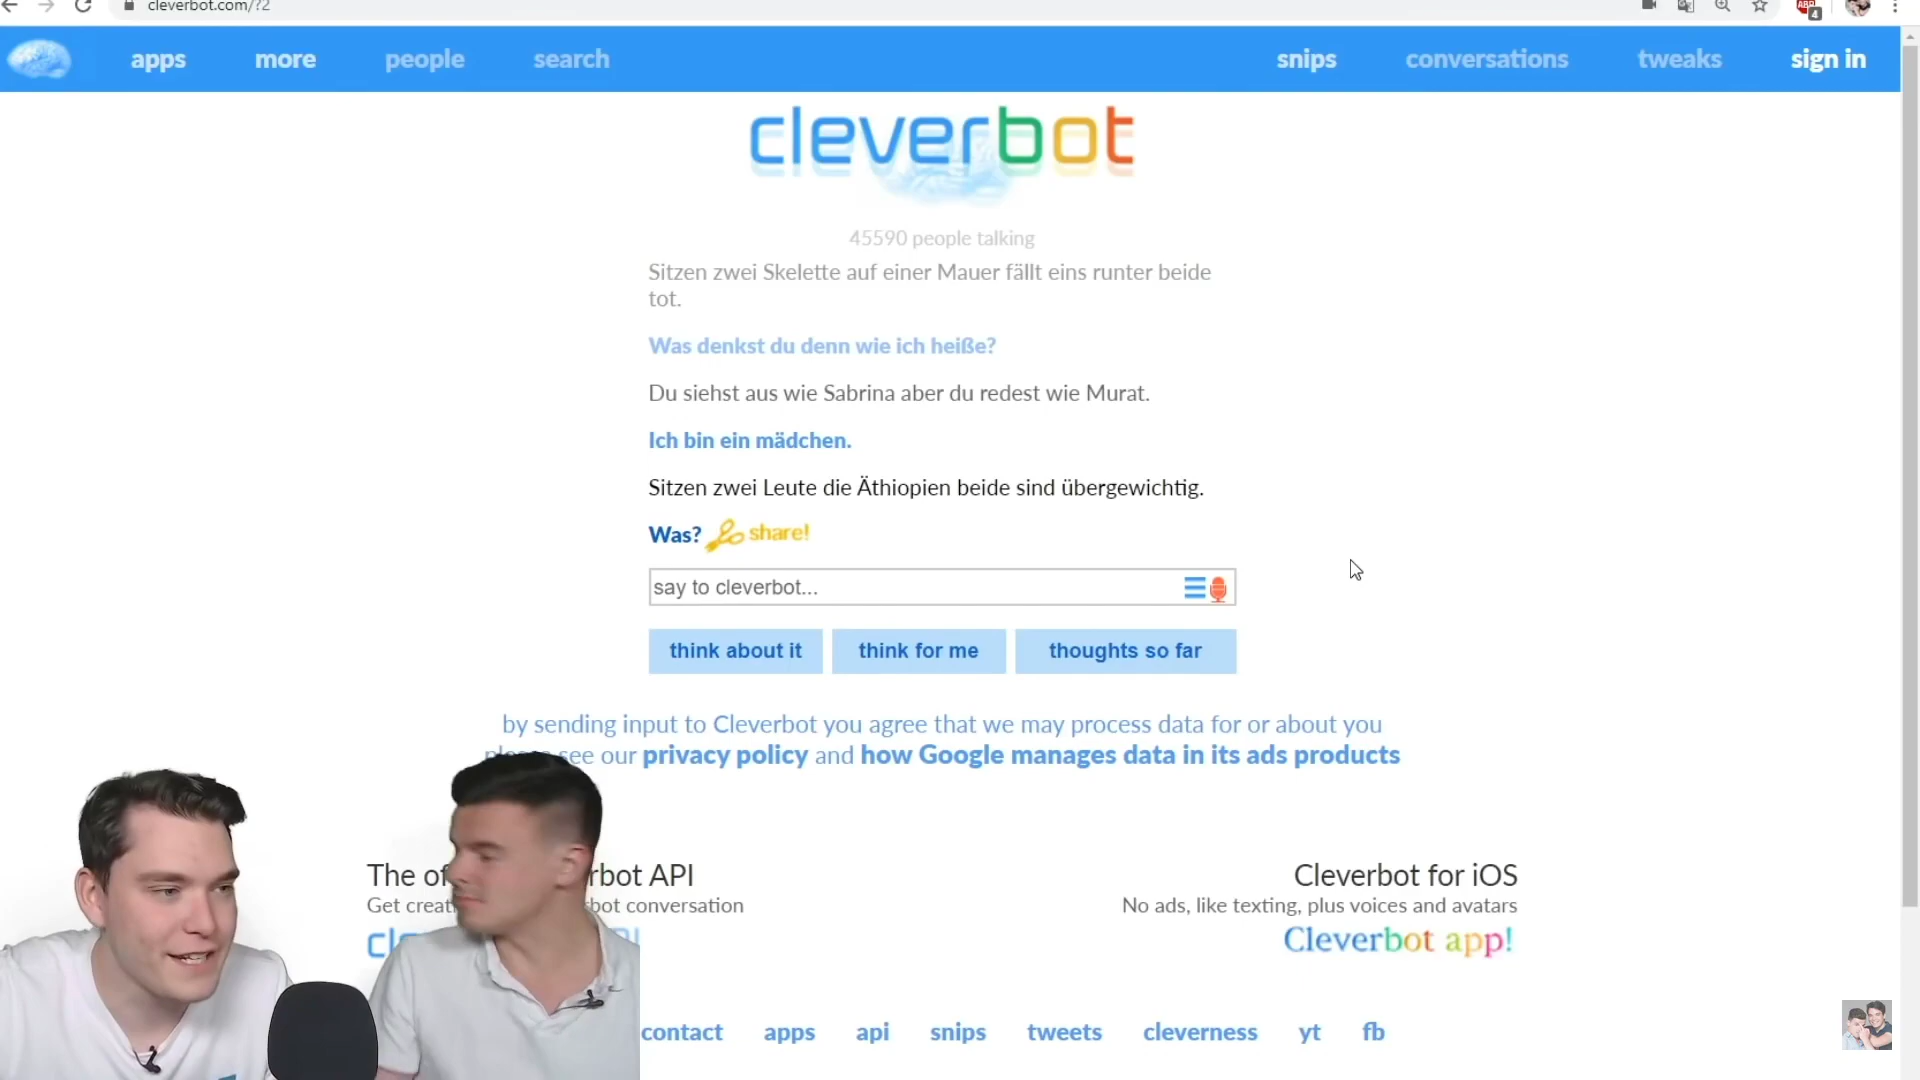 cleverbot.com/?2
ABP
4
apps more people search snips conversations tweaks sign in
cleverbot
45590 people talking
Sitzen zwei Skelette auf einer Mauer fällt eins runter beide
tot.
Was denkst du denn wie ich heiße?
Du siehst aus wie Sabrina aber du redest wie Murat.
Ich bin ein mädchen.
Sitzen zwei Leute die Äthiopien beide sind übergewichtig.
Was? share!
say to cleverbot...
think about it think for me thoughts so far
by sending input to Cleverbot you agree that we may process data for or about you
see our privacy policy and how Google manages data in its ads products
The of rbot API
Get creat bot conversation
Cleverbot for iOS
No ads, like texting, plus voices and avatars
Cleverbot app!
contact apps api snips tweets cleverness yt fb